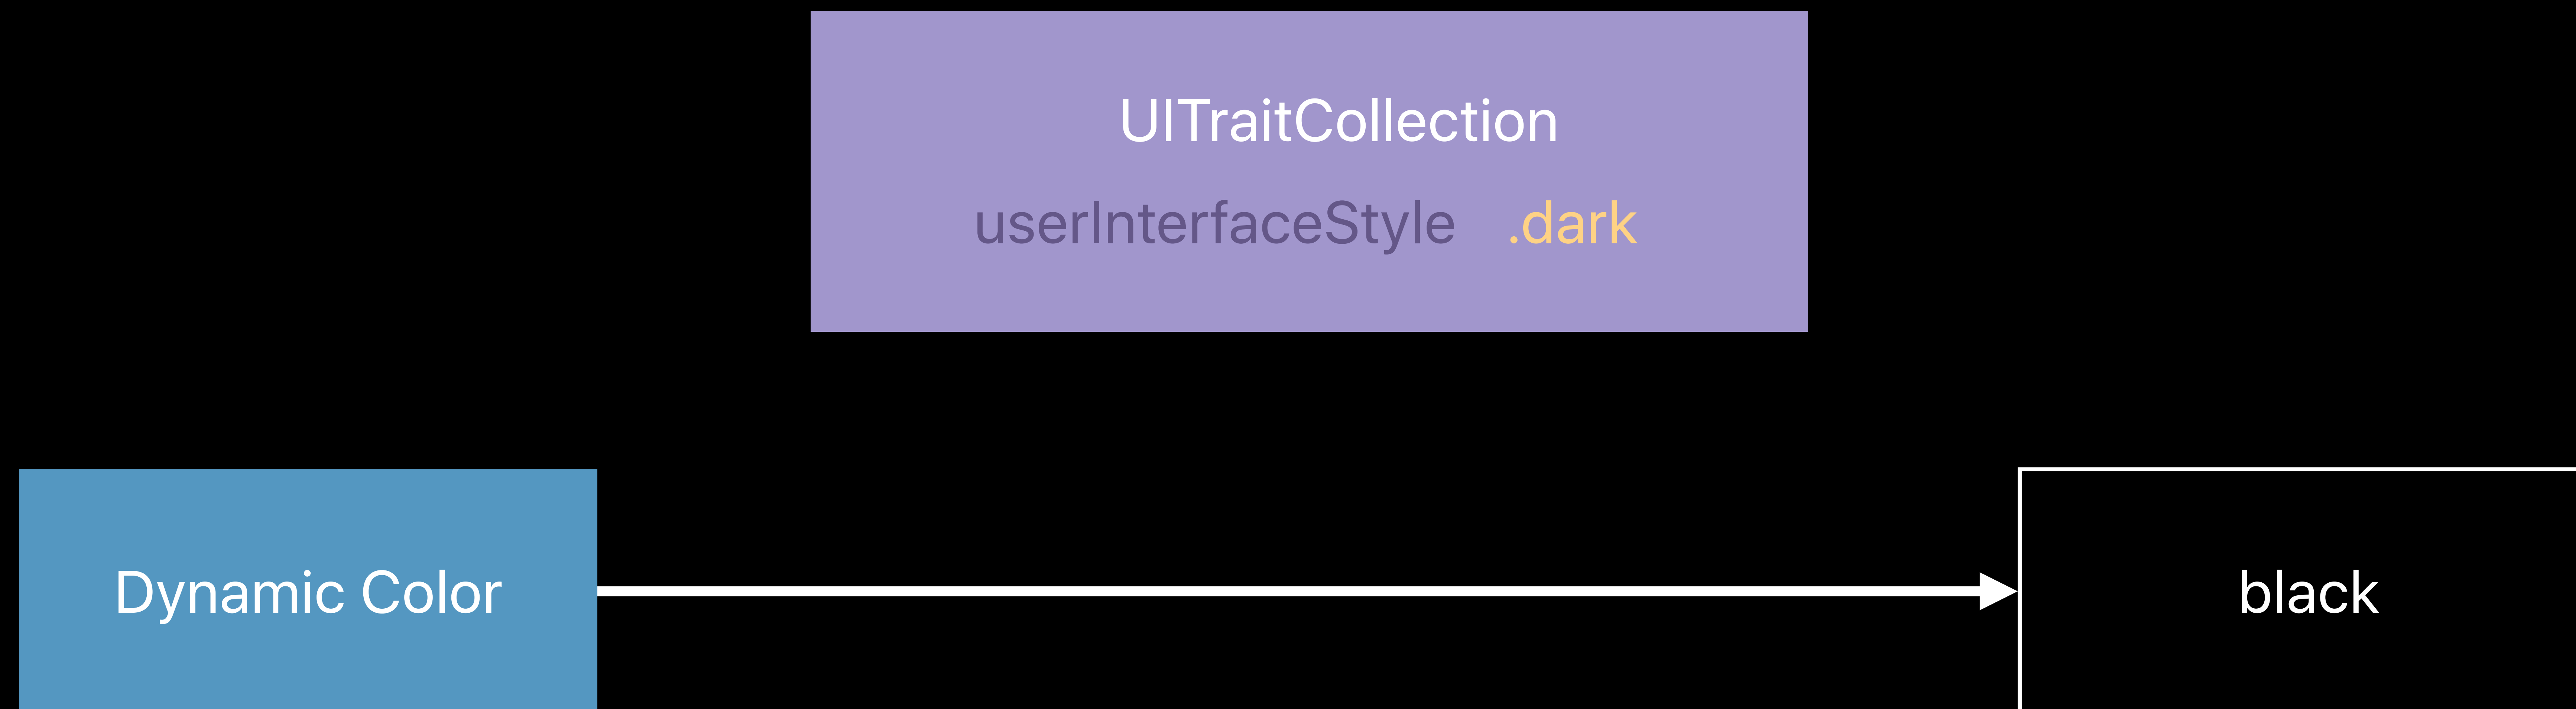 UITraitCollection
userInterfaceStyle .dark
Dynamic Color
black